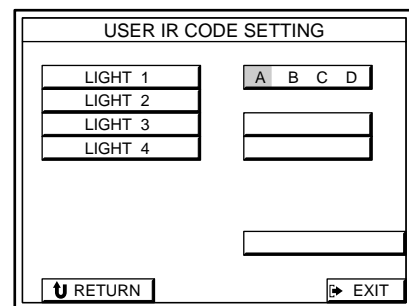 USER IR CODE SETTING
LIGHT 1
A B C D
LIGHT 2
LIGHT 3
LIGHT 4
RETURN
EXIT